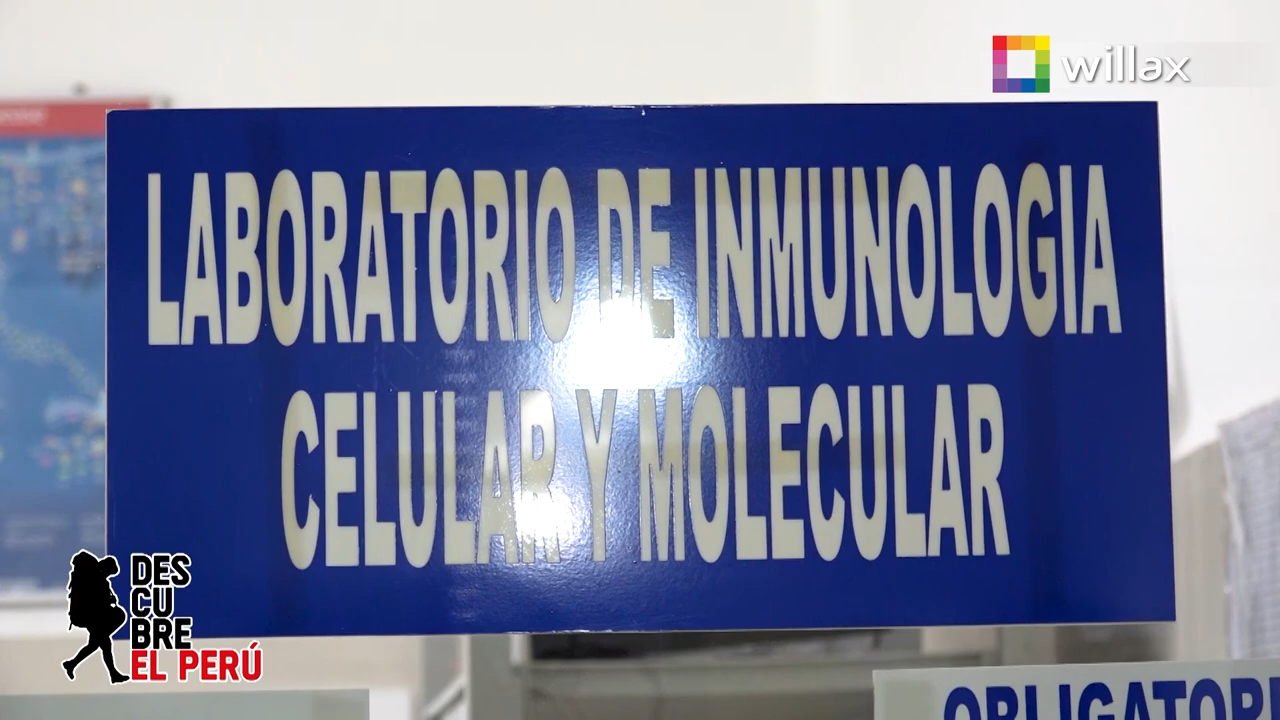 willax
LABORATORIO DE INMUNOLOGIA
CELULAR Y MOLECULAR
DES
CU
BRE
EL PERÚ